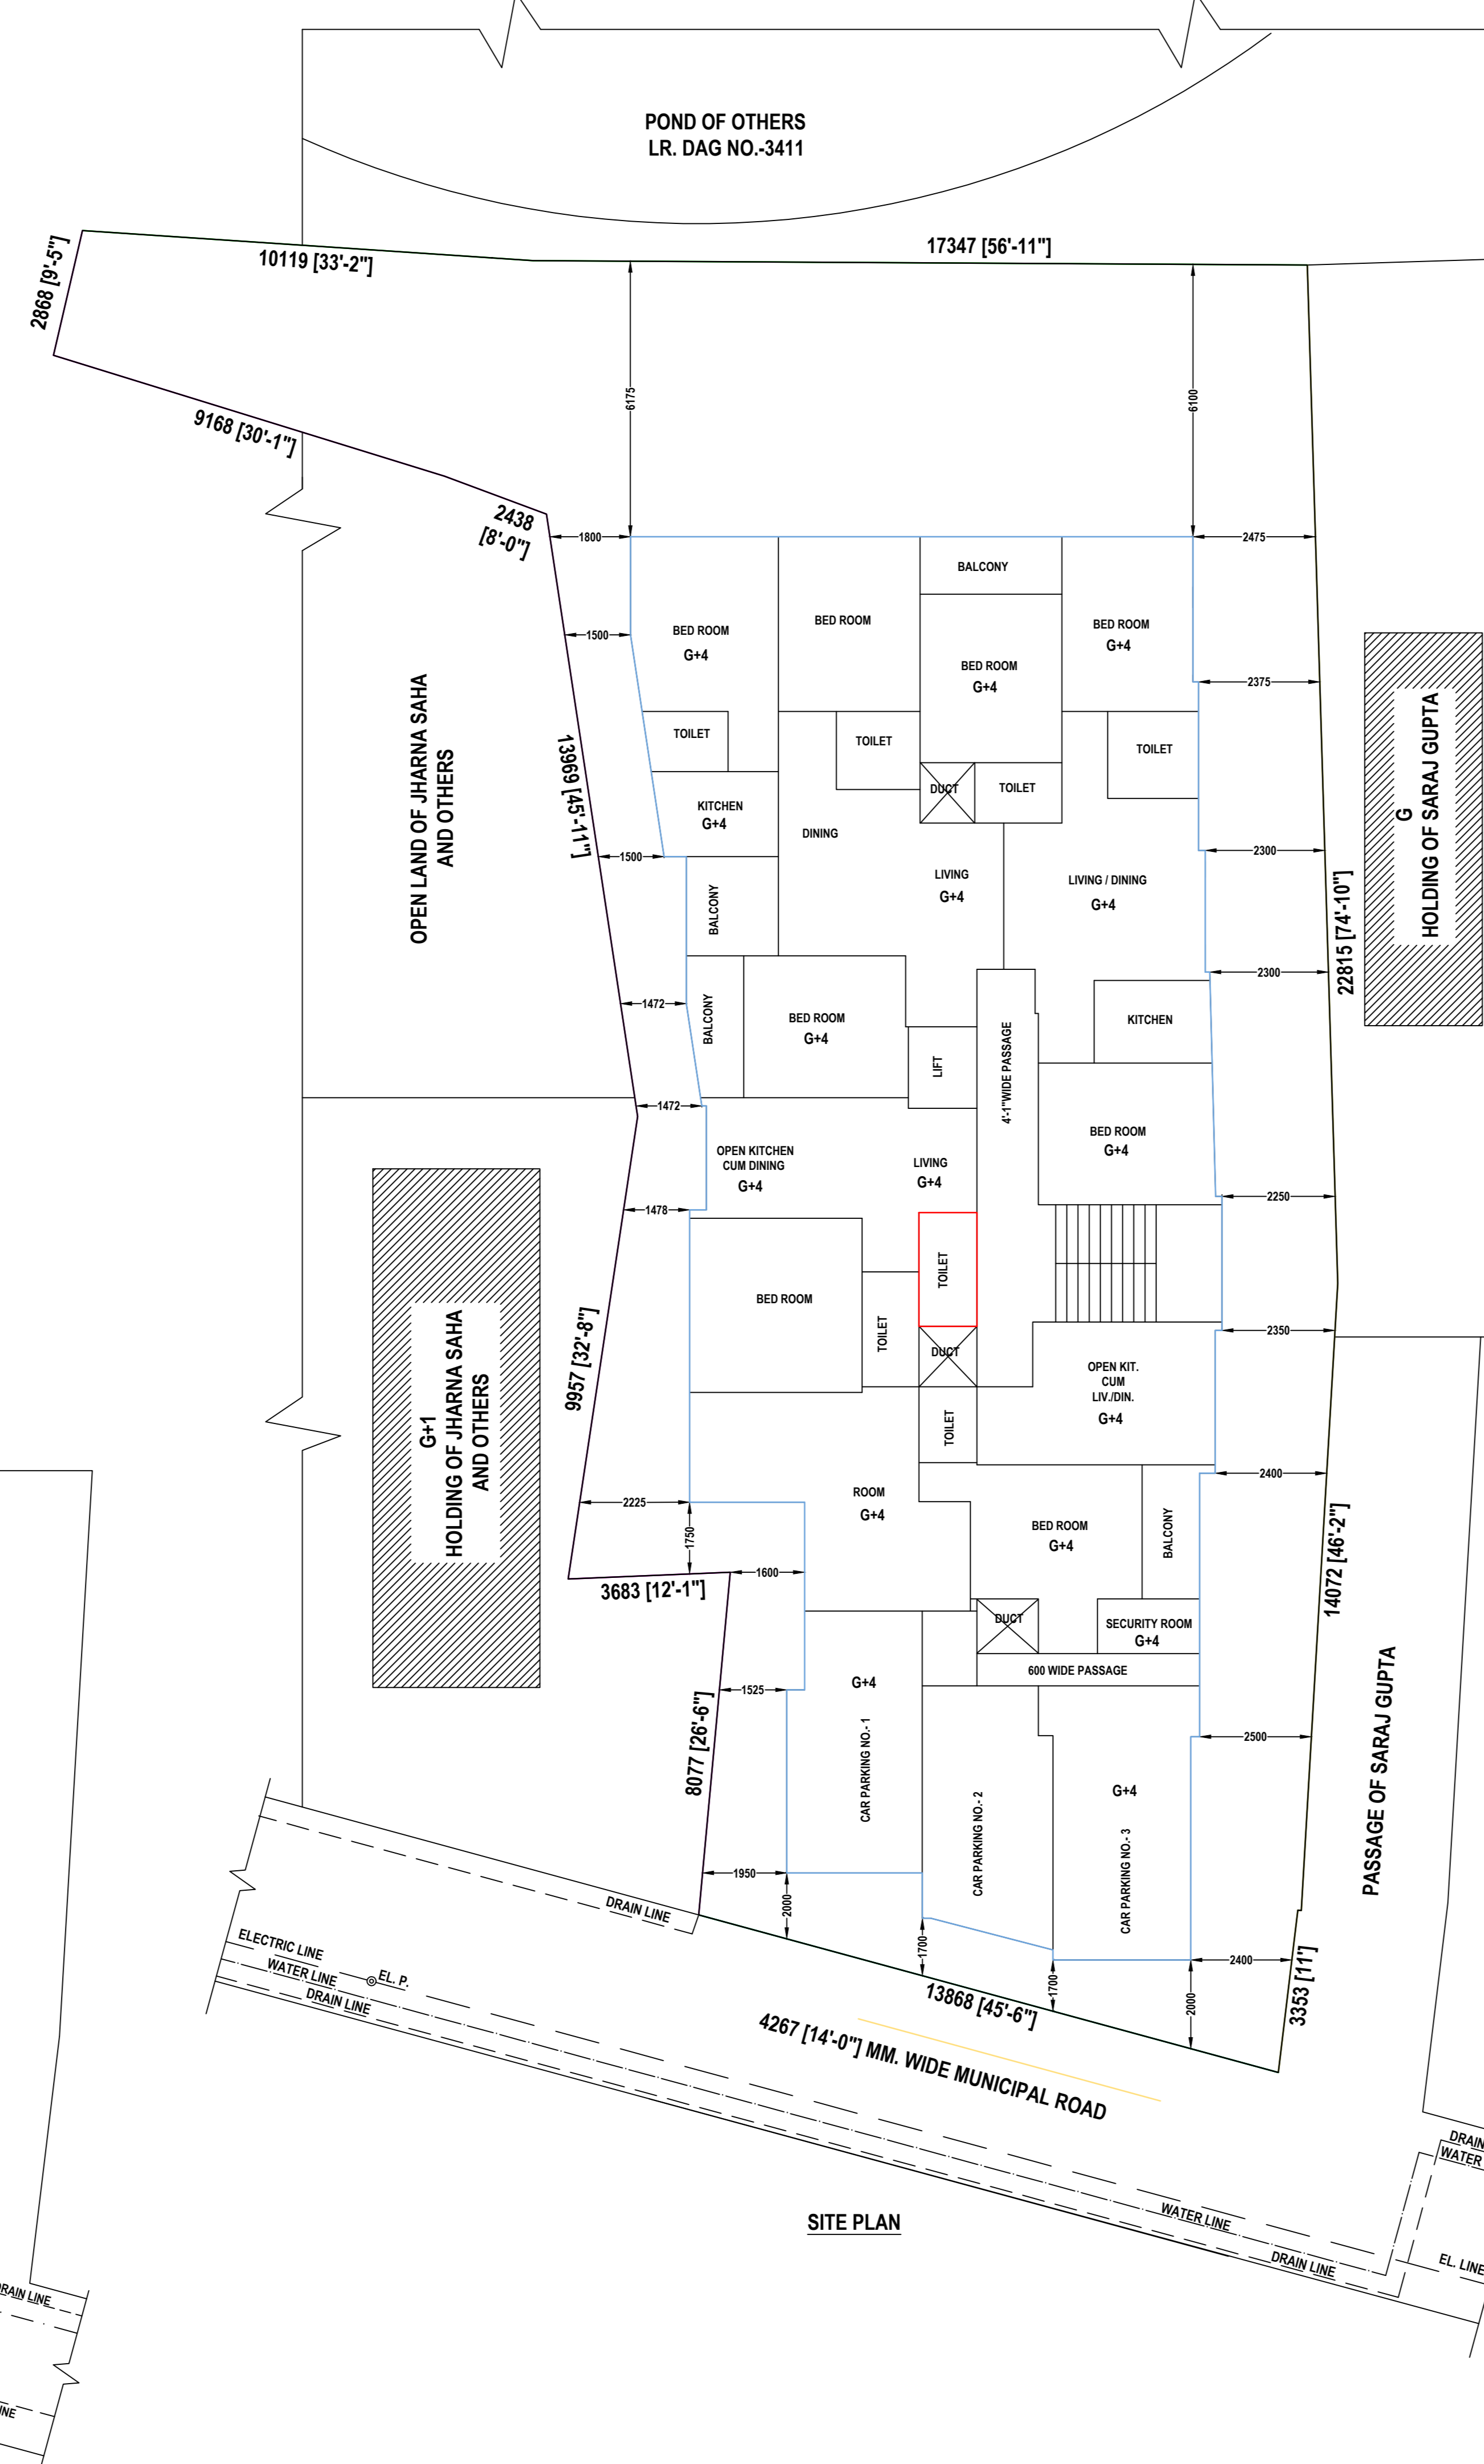 POND OF OTHERS
LR. DAG NO.-3411
17347 [56'-11"]
10119 [33'-2"]
2868 [9'-5"]
9168 [30'-1"]
2438
[8'-0"]
6175
6100
1800
2475
BALCONY
BED ROOM
BED ROOM
G+4
BED ROOM
G+4
BED ROOM
G+4
1500
2375
TOILET
TOILET
TOILET
DUCT
TOILET
OPEN LAND OF JHARNA SAHA
AND OTHERS
13969 [45'-11"]
KITCHEN
G+4
DINING
1500
2300
G
HOLDING OF SARAJ GUPTA
BALCONY
LIVING
G+4
LIVING / DINING
G+4
22815 [74'-10"]
2300
1472
BALCONY
BED ROOM
G+4
LIFT
4'-1"WIDE PASSAGE
KITCHEN
1472
BED ROOM
G+4
OPEN KITCHEN
CUM DINING
G+4
LIVING
G+4
2250
1478
TOILET
BED ROOM
TOILET
DUCT
2350
G+1
HOLDING OF JHARNA SAHA
AND OTHERS
9957 [32'-8"]
OPEN KIT.
CUM
LIV./DIN.
G+4
TOILET
2400
2225
1750
ROOM
G+4
BED ROOM
G+4
BALCONY
14072 [46'-2"]
1600
3683 [12'-1"]
DUCT
SECURITY ROOM
G+4
600 WIDE PASSAGE
G+4
1525
8077 [26'-6"]
CAR PARKING NO.- 1
2500
PASSAGE OF SARAJ GUPTA
CAR PARKING NO.- 2
G+4
CAR PARKING NO.- 3
1950
2000
1700
1700
2400
2000
3353 [11']
DRAIN LINE
ELECTRIC LINE
WATER LINE
EL. P.
DRAIN LINE
13868 [45'-6"]
4267 [14'-0"] MM. WIDE MUNICIPAL ROAD
DRAIN
WATER
WATER LINE
DRAIN LINE
EL. LINE
SITE PLAN
RAIN LINE
INE